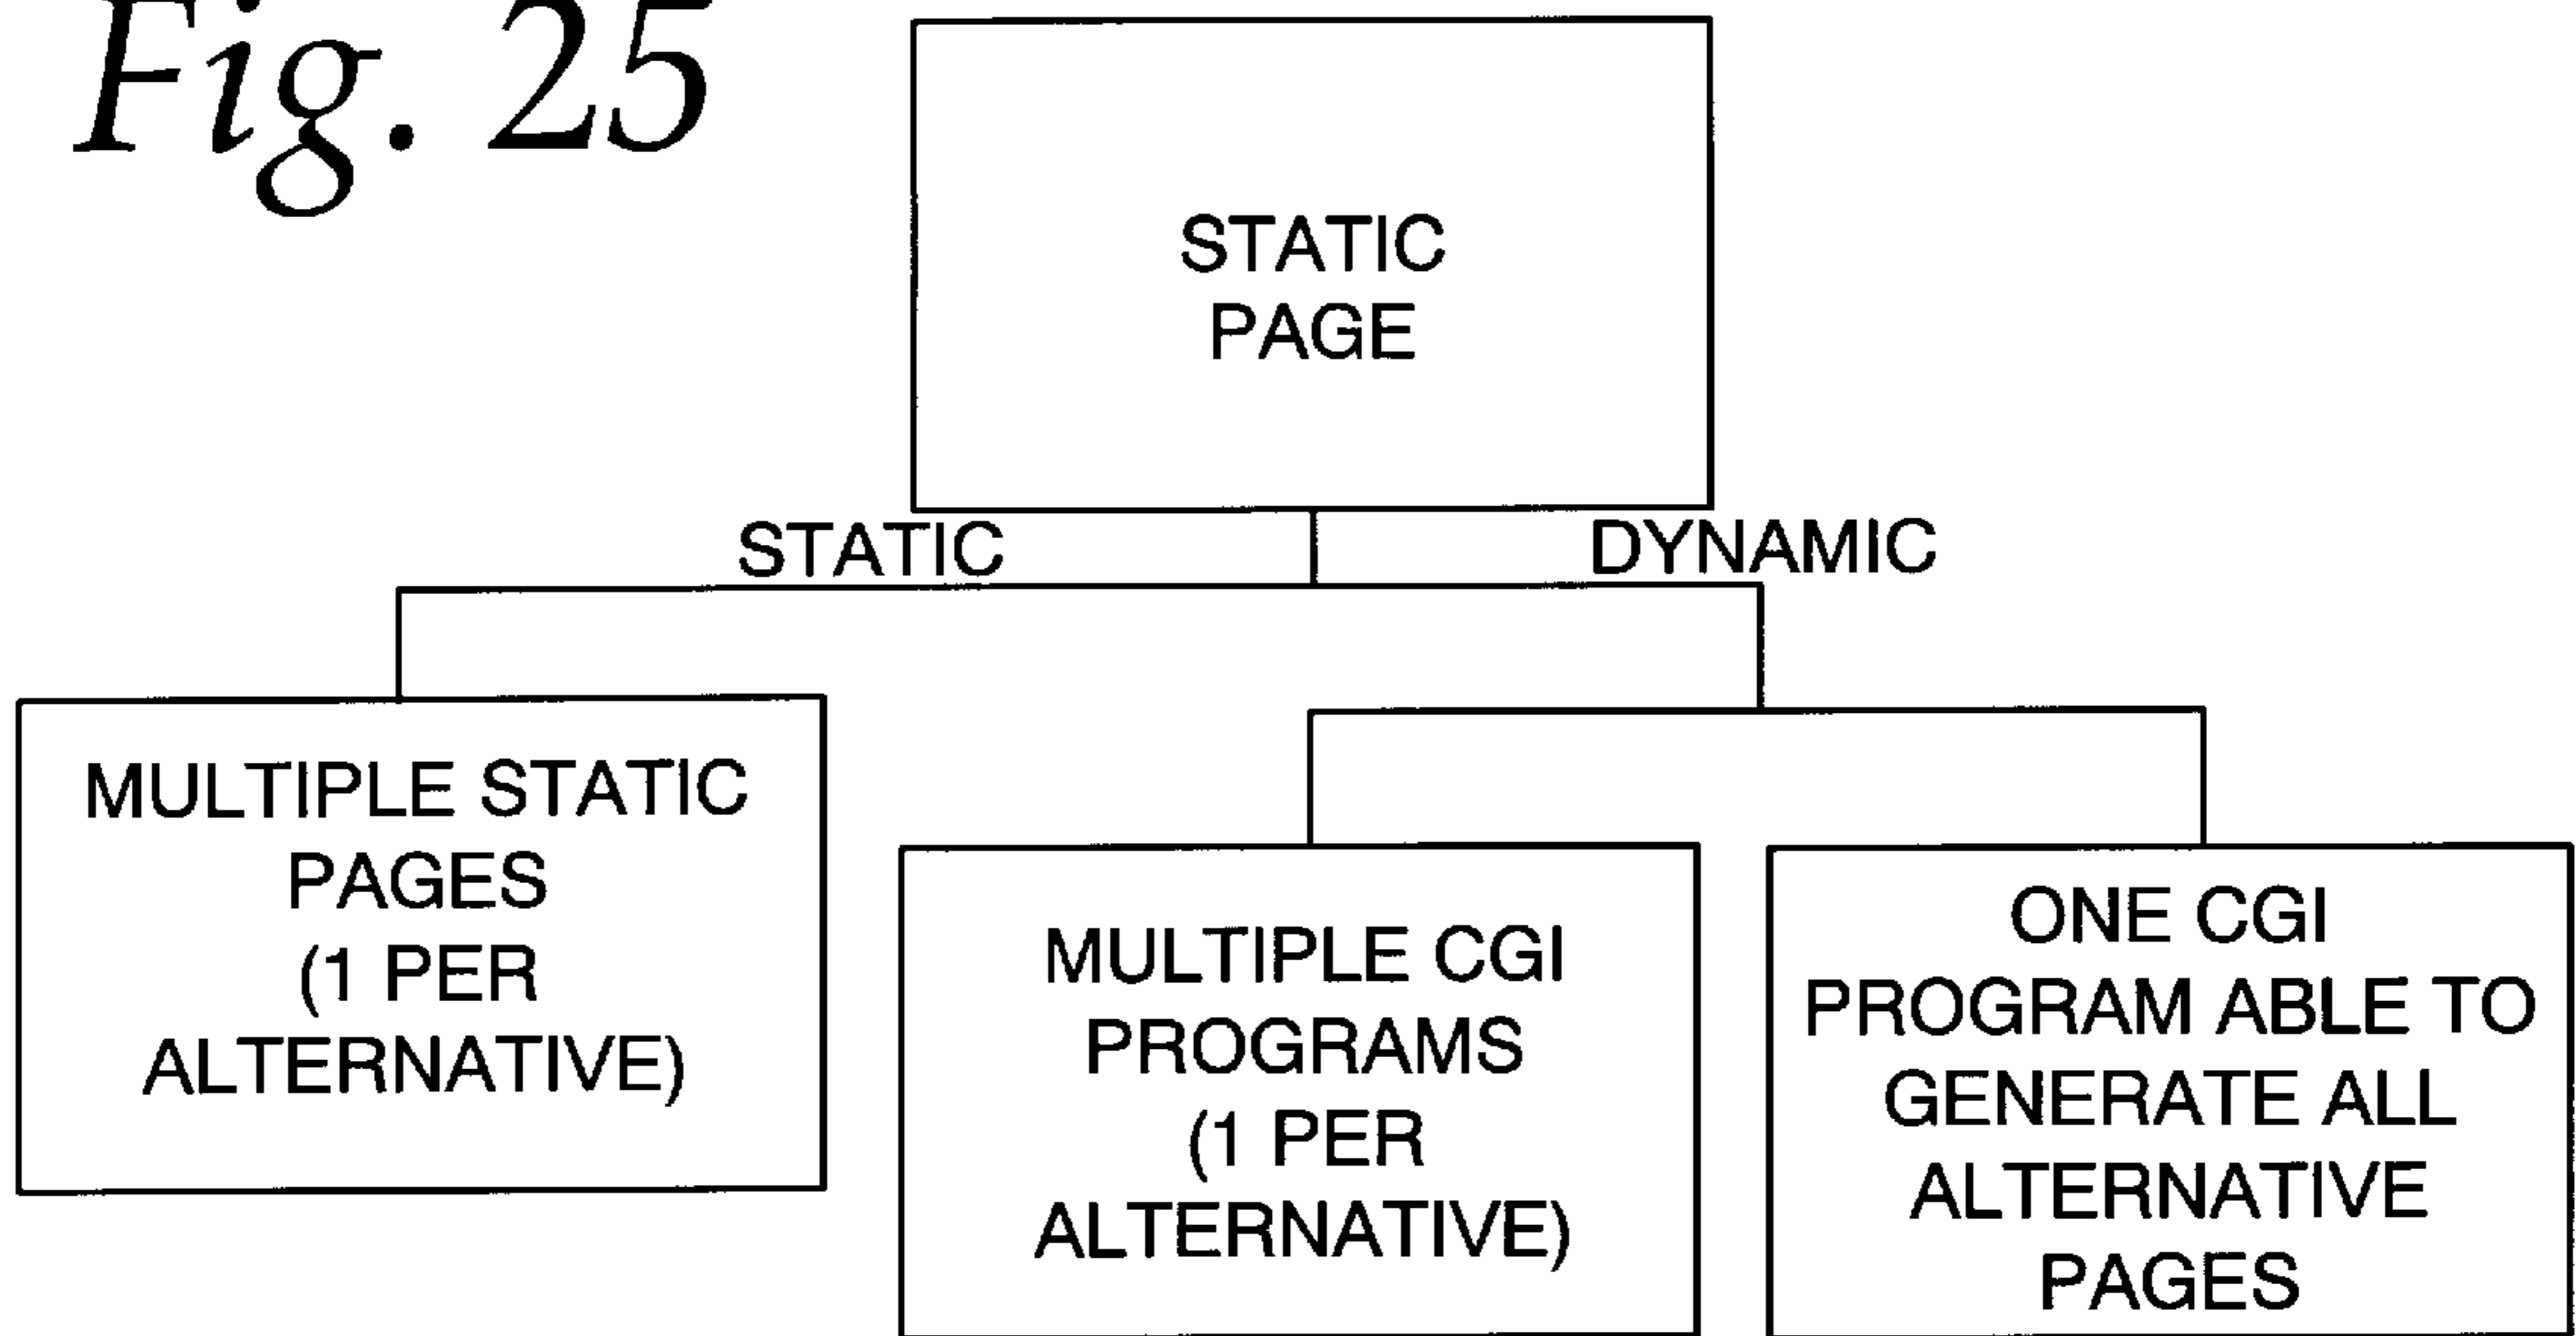 Fig. 25
STATIC
PAGE
STATIC
DYNAMIC
MULTIPLE STATIC
PAGES
(1 PER
ALTERNATIVE)
MULTIPLE CGI
PROGRAMS
(1 PER
ALTERNATIVE)
ONE CGI
PROGRAM ABLE TO
GENERATE ALL
ALTERNATIVE
PAGES